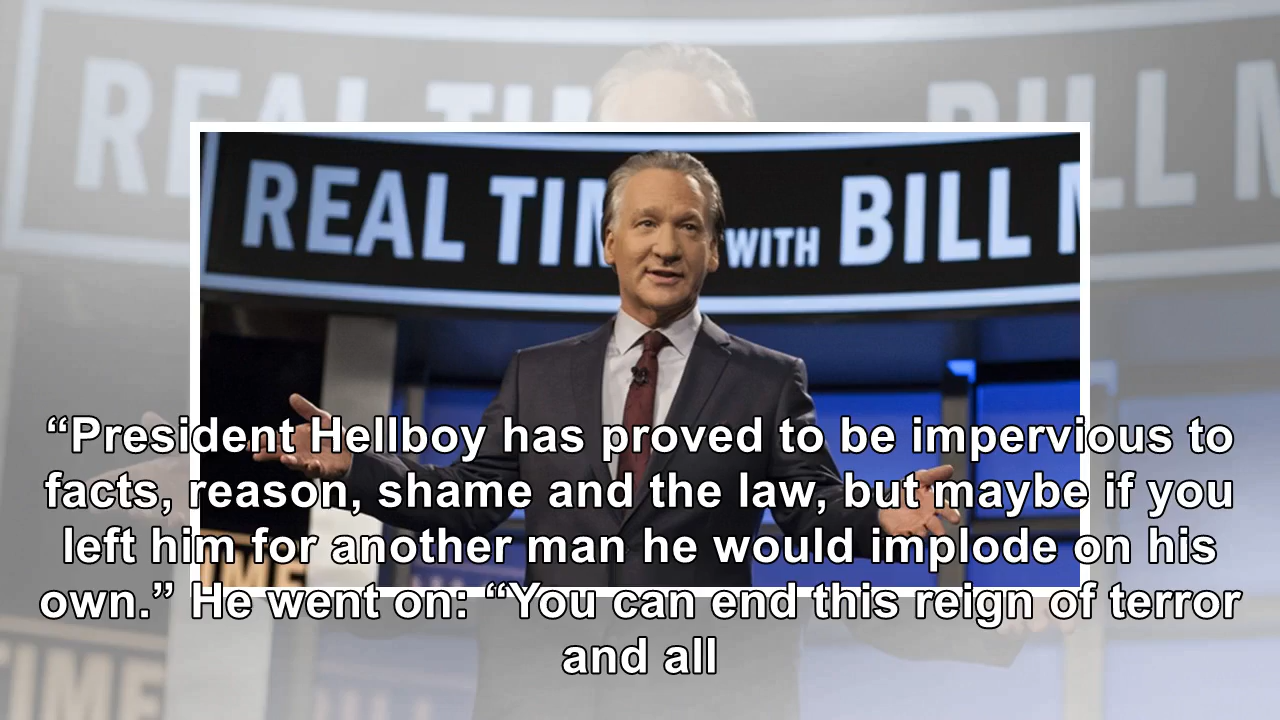 REAL TIM WITH BILL M
“President Hellboy has proved to be impervious to
facts, reason, shame and the law, but maybe if you
left him for another man he would implode on his
own.” He went on: “You can end this reign of terror
and all